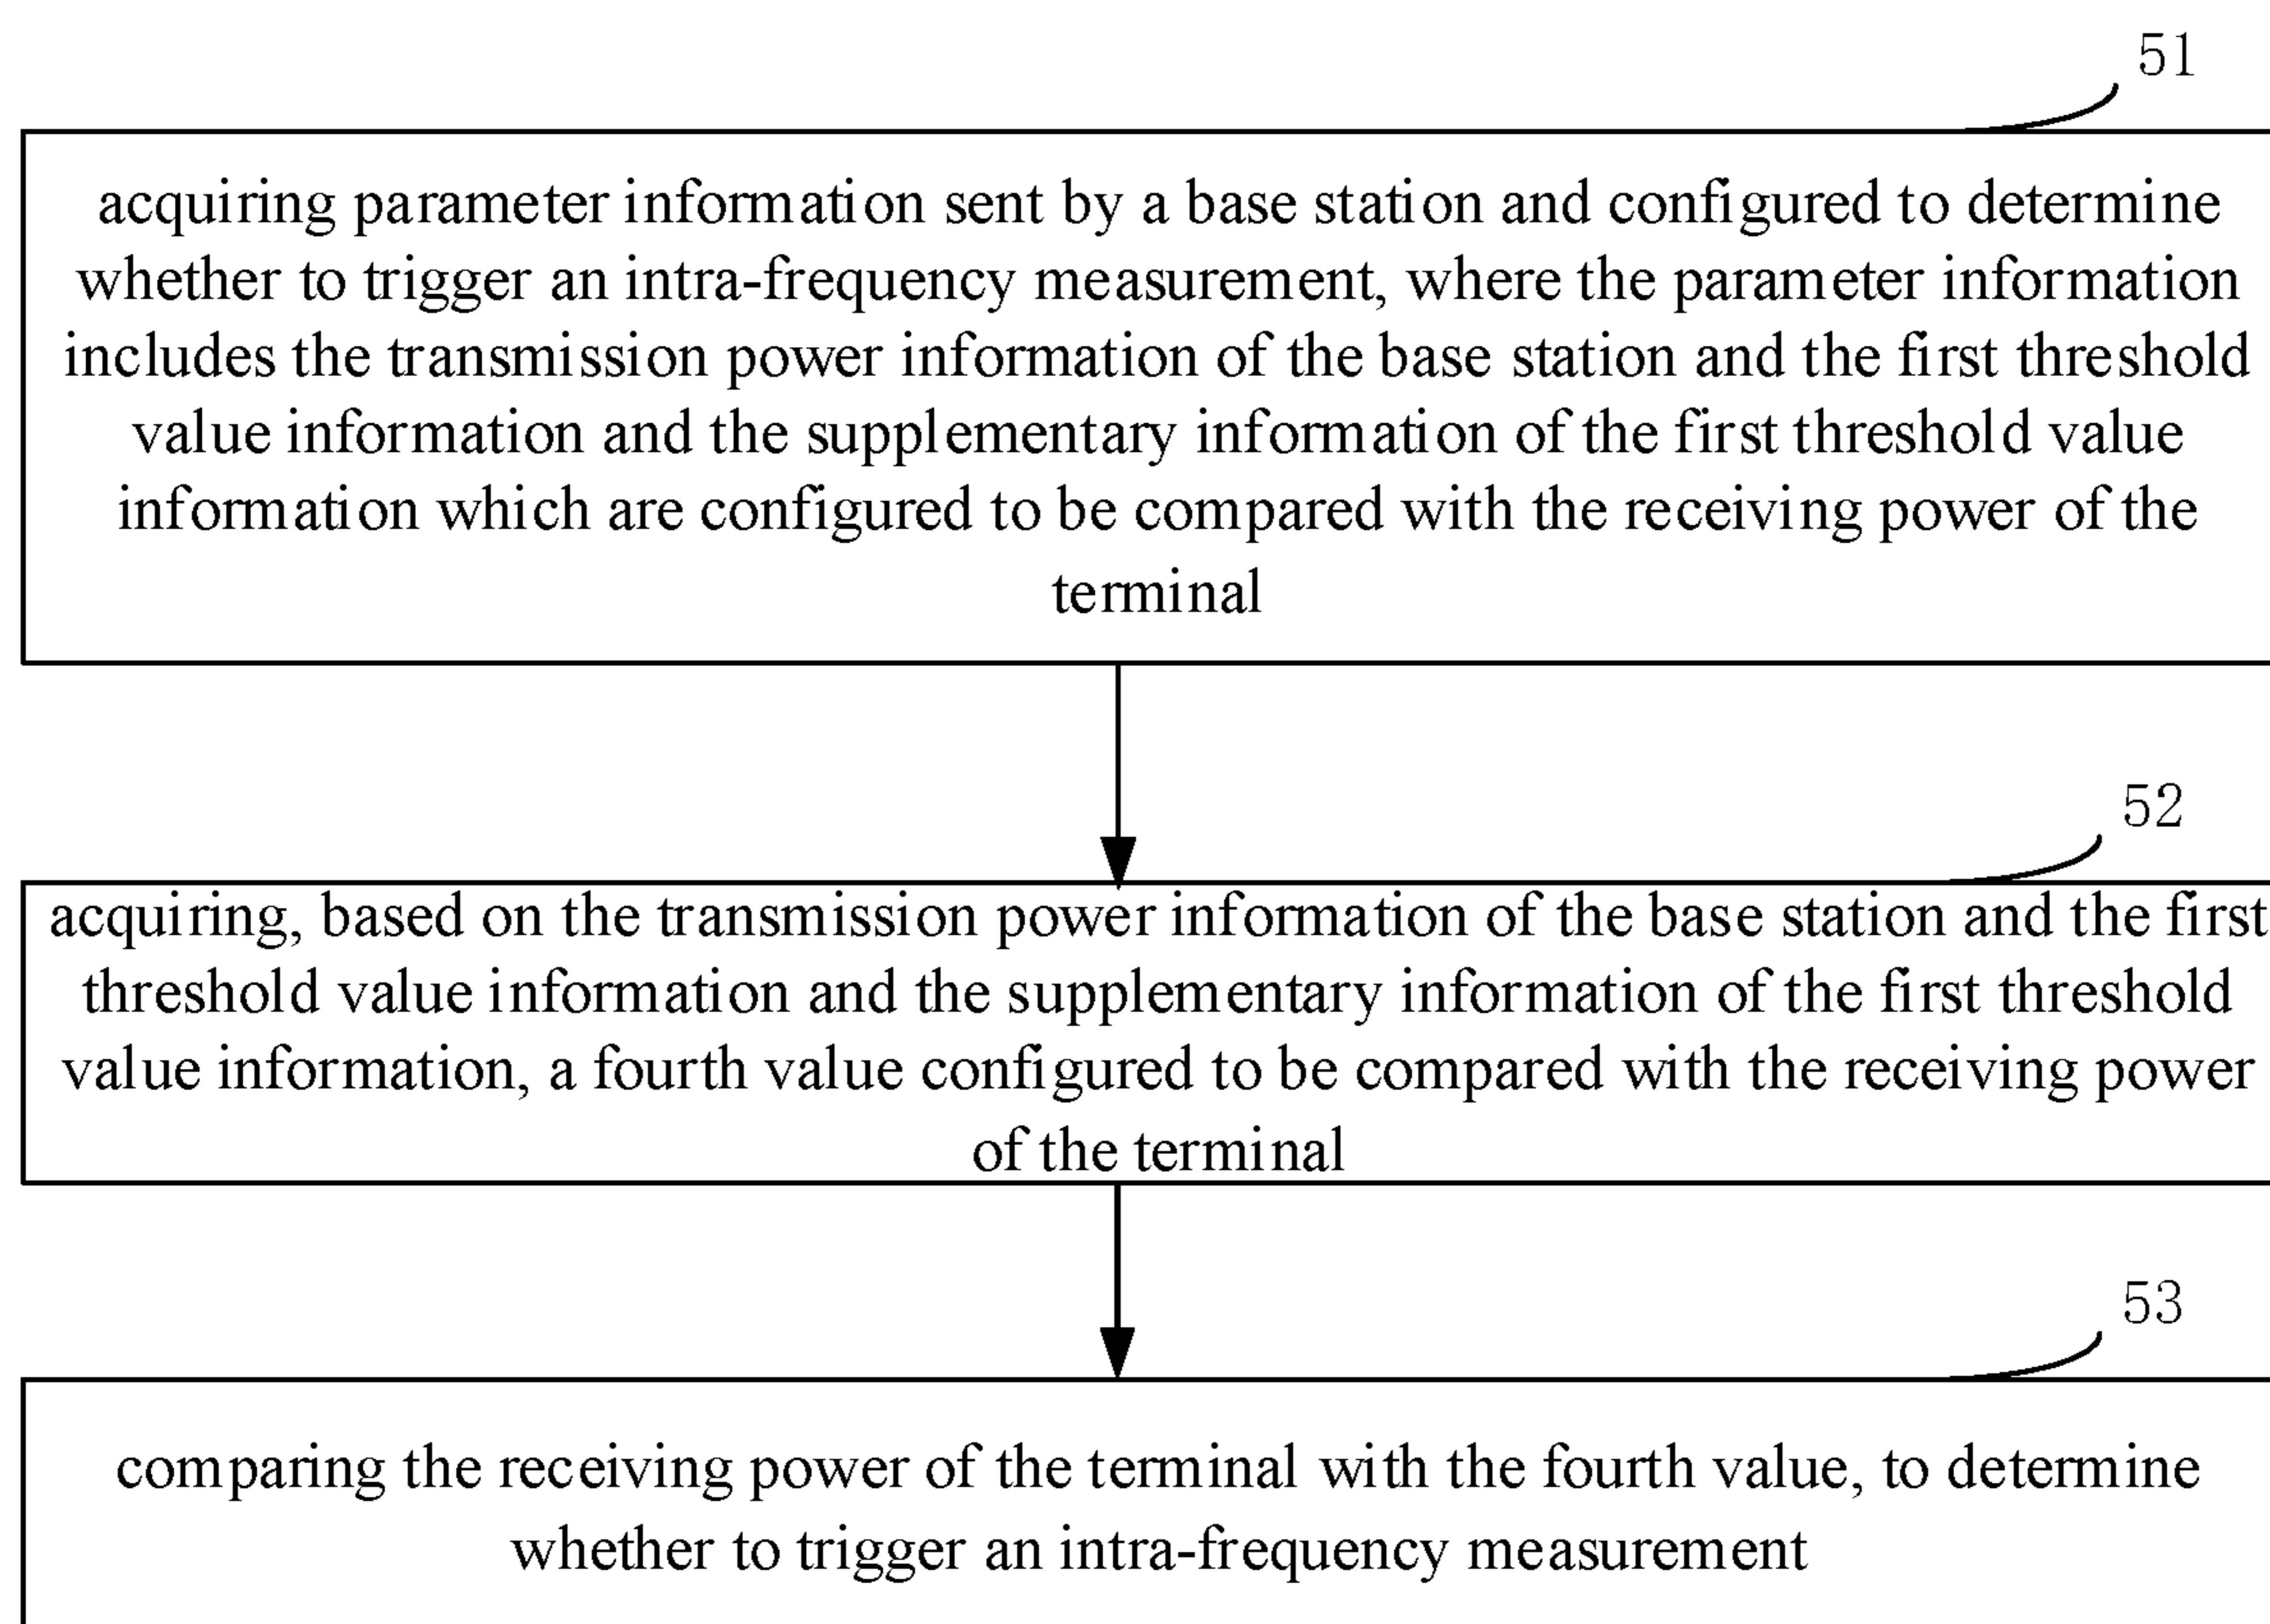 51
acquiring parameter information sent by a base station and configured to determine
whether to trigger an intra-frequency measurement, where the parameter information
includes the transmission power information of the base station and the first threshold
value information and the supplementary information of the first threshold value
information which are configured to be compared with the receiving power of the
terminal
52
acquiring, based on the transmission power information of the base station and the first
threshold value information and the supplementary information of the first threshold
value information, a fourth value configured to be compared with the receiving power
of the terminal
53
comparing the receiving power of the terminal with the fourth value, to determine
whether to trigger an intra-frequency measurement